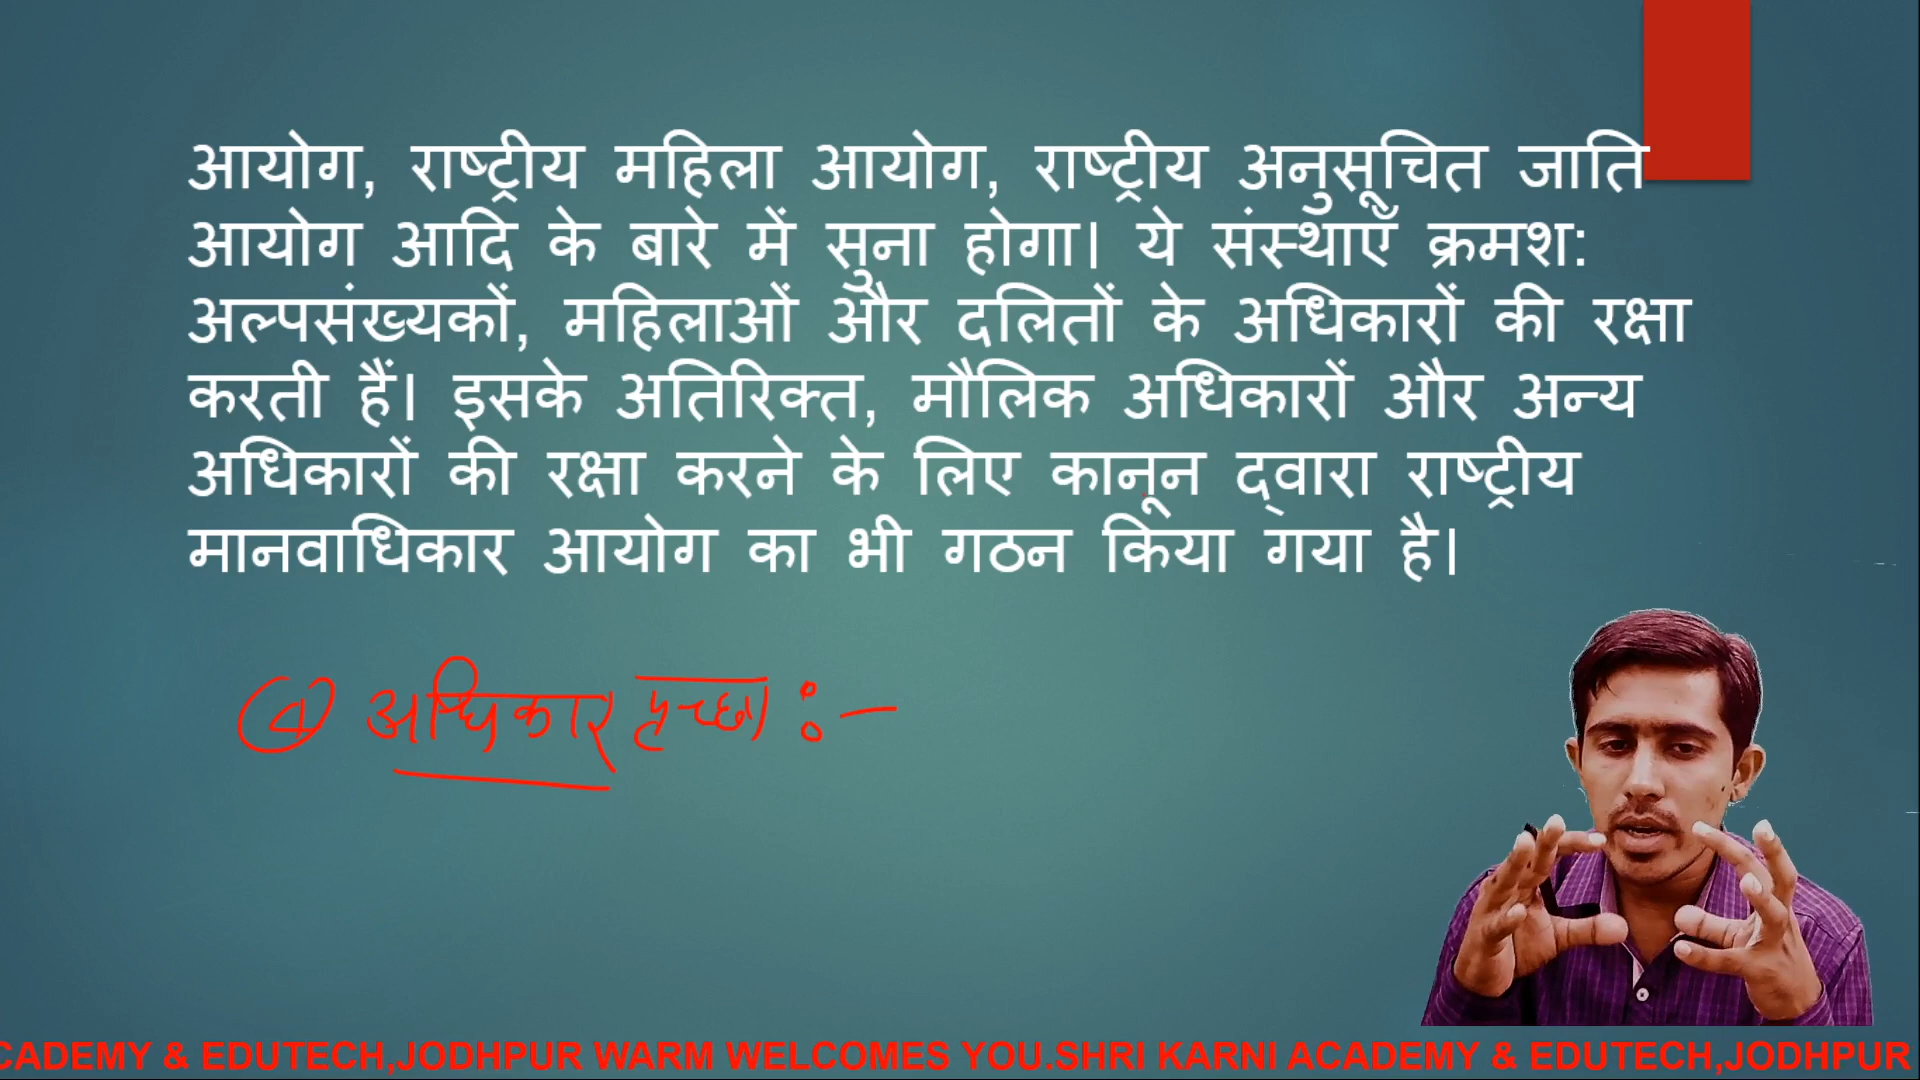 आयोग, राष्ट्रीय महिला आयोग, राष्ट्रीय अनुसूचित जाति
आयोग आदि के बारे में सुना होगा। ये संस्थाएँ क्रमश:
अल्पसंख्यकों, महिलाओं और दलितों के अधिकारों की रक्षा
करती हैं। इसके अतिरिक्त, मौलिक अधिकारों और अन्य
अधिकारों की रक्षा करने के लिए कानून द्वारा राष्ट्रीय
मानवाधिकार आयोग का भी गठन किया गया है।
4 अधिकार पृच्छा :-
CADEMY & EDUTECH,JODHPUR WARM WELCOMES YOU.SHRI KARNI ACADEMY & EDUTECH,JODHPUR